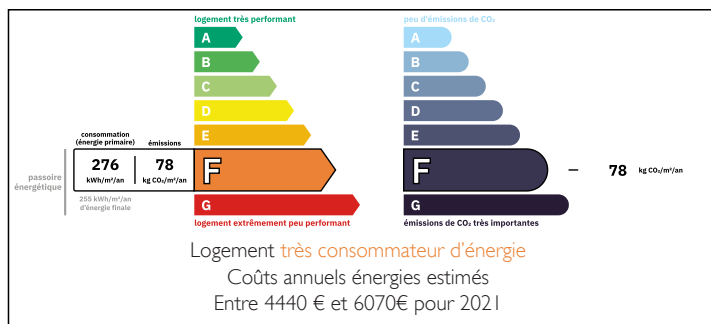 logement très performant
A
B
C
D
E
consommation
(énergie primaire)
émissions
276
kWh/m²/an
78
kg CO₂/m²/an
F
passoire
énergétique
255 kWh/m²/an
d'énergie finale
G
logement extrêmement peu performant
peu d'émissions de CO₂
A
B
C
D
E
F
78 kg CO₂/m²/an
G
émissions de CO₂ très importantes
Logement très consommateur d'énergie
Coûts annuels énergies estimés
Entre 4440 € et 6070€ pour 2021